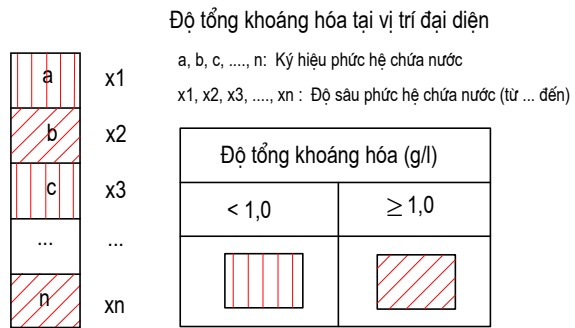 Độ tổng khoáng hóa tại vị trí đại diện
a, b, c, ...., n: Ký hiệu phức hệ chứa nước
x1, x2, x3, ...., xn : Độ sâu phức hệ chứa nước (từ ... đến)
a x1
b x2
c x3
... ...
n xn
Độ tổng khoáng hóa (g/l)
< 1,0 ≥ 1,0